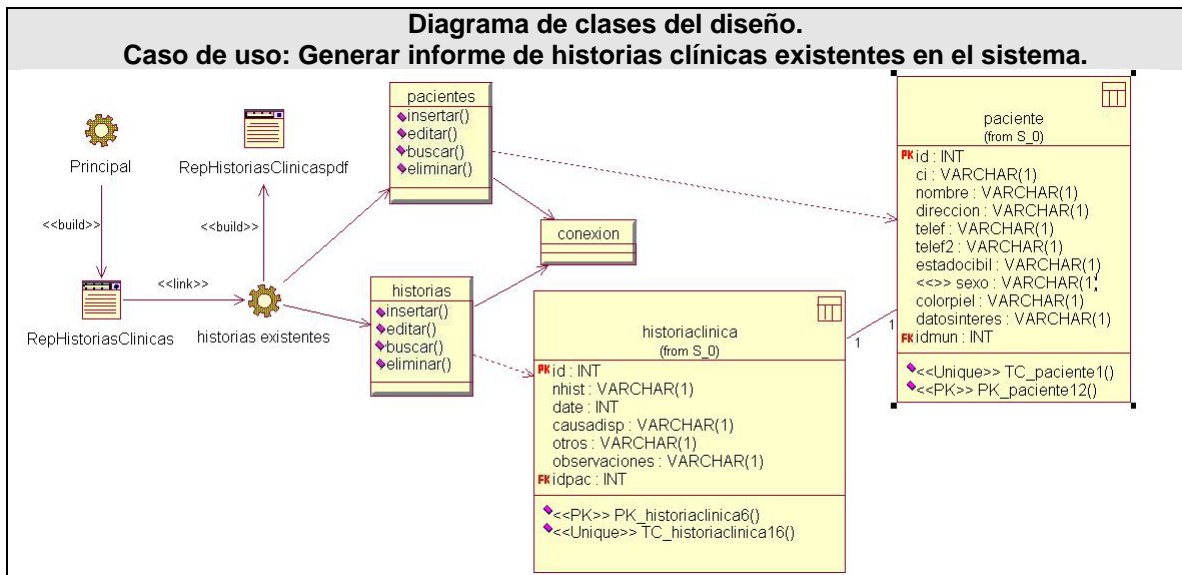 Diagrama de clases del diseño.
Caso de uso: Generar informe de historias clínicas existentes en el sistema.
Principal
<<build>>
RepHistoriasClinicas
<<link>>
historias existentes
<<build>>
RepHistoriasClinicaspdf
pacientes
insertar()
editar()
buscar()
eliminar()
conexion
historias
insertar()
editar()
buscar()
eliminar()
historiaclinica
(from S_0)
PK id : INT
nhist : VARCHAR(1)
date : INT
causadisp : VARCHAR(1)
otros : VARCHAR(1)
observaciones : VARCHAR(1)
FK idpac : INT
<<PK>> PK_historiaclinica6()
<<Unique>> TC_historiaclinica16()
1
1
paciente
(from S_0)
PK id : INT
ci : VARCHAR(1)
nombre : VARCHAR(1)
direccion : VARCHAR(1)
telef : VARCHAR(1)
telef2 : VARCHAR(1)
estadocibil : VARCHAR(1)
<<>> sexo : VARCHAR(1)
colorpiel : VARCHAR(1)
datosinteres : VARCHAR(1)
FK idmun : INT
<<Unique>> TC_paciente1()
<<PK>> PK_paciente12()